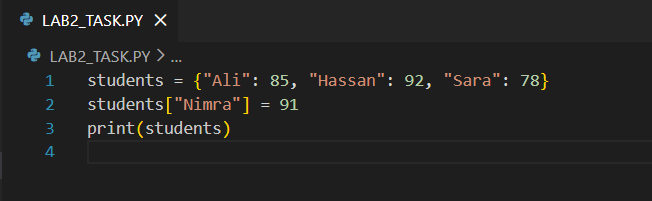 LAB2_TASK.PY ×
LAB2_TASK.PY > ...
1 students = {"Ali": 85, "Hassan": 92, "Sara": 78}
2 students["Nimra"] = 91
3 print(students)
4